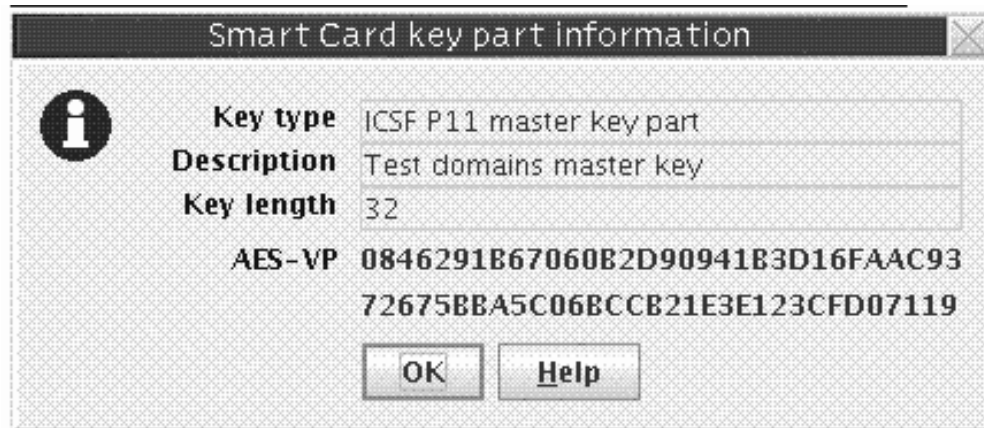 Smart Card key part information
Key type ICSF P11 master key part
Description Test domains master key
Key length 32
AES-VP 0846291B67060B2D90941B3D16FAAC93
72675BBA5C06BCCB21E3E123CFD07119
OK Help